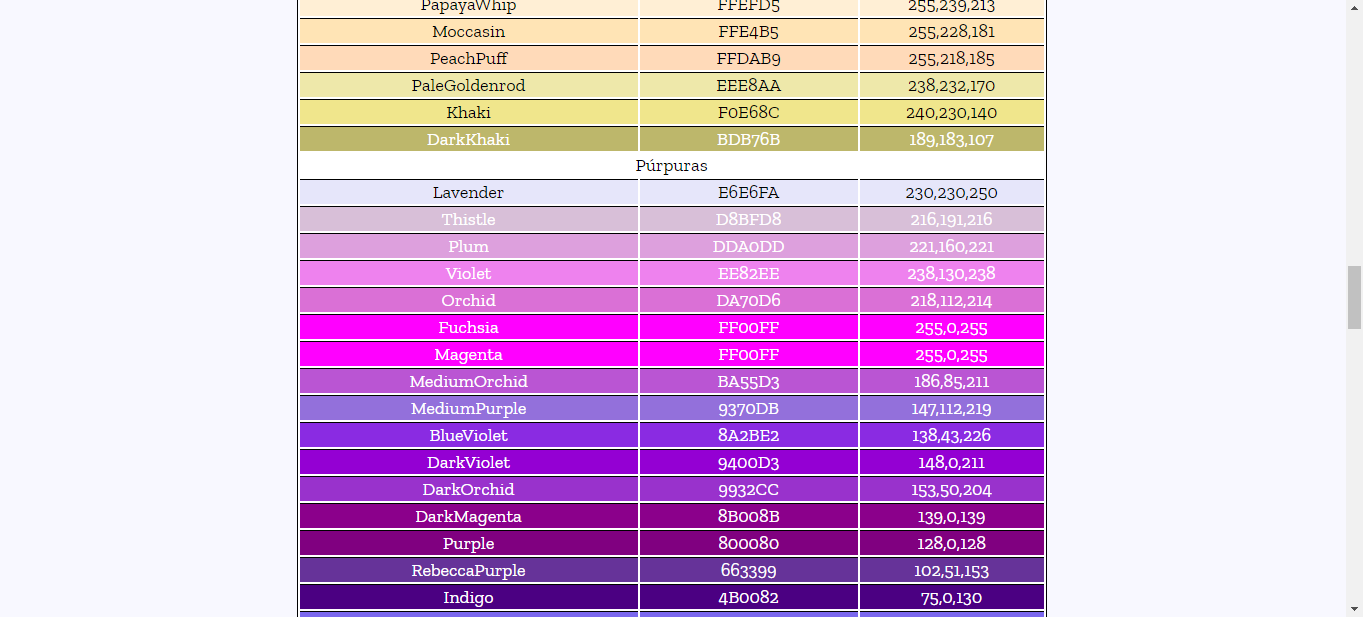 PapayaWhip FFEFD5 255,239,213
Moccasin FFE4B5 255,228,181
PeachPuff FFDAB9 255,218,185
PaleGoldenrod EEE8AA 238,232,170
Khaki F0E68C 240,230,140
DarkKhaki BDB76B 189,183,107
Púrpuras
Lavender E6E6FA 230,230,250
Thistle D8BFD8 216,191,216
Plum DDA0DD 221,160,221
Violet EE82EE 238,130,238
Orchid DA70D6 218,112,214
Fuchsia FF00FF 255,0,255
Magenta FF00FF 255,0,255
MediumOrchid BA55D3 186,85,211
MediumPurple 9370DB 147,112,219
BlueViolet 8A2BE2 138,43,226
DarkViolet 9400D3 148,0,211
DarkOrchid 9932CC 153,50,204
DarkMagenta 8B008B 139,0,139
Purple 800080 128,0,128
RebeccaPurple 663399 102,51,153
Indigo 4B0082 75,0,130